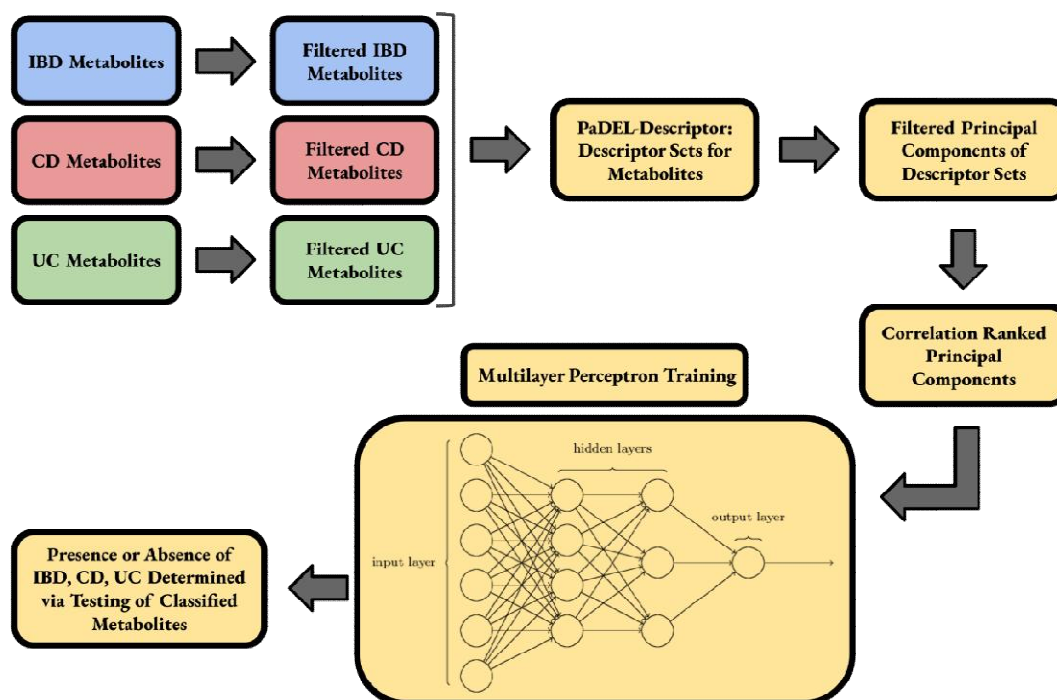 IBD Metabolites
Filtered IBD
Metabolites
CD Metabolites
Filtered CD
Metabolites
UC Metabolites
Filtered UC
Metabolites
PaDEL-Descriptor:
Descriptor Sets for
Metabolites
Filtered Principal
Components of
Descriptor Sets
Correlation Ranked
Principal
Components
Multilayer Perceptron Training
hidden layers
output layer
input layer
Presence or Absence of
IBD, CD, UC Determined
via Testing of Classified
Metabolites